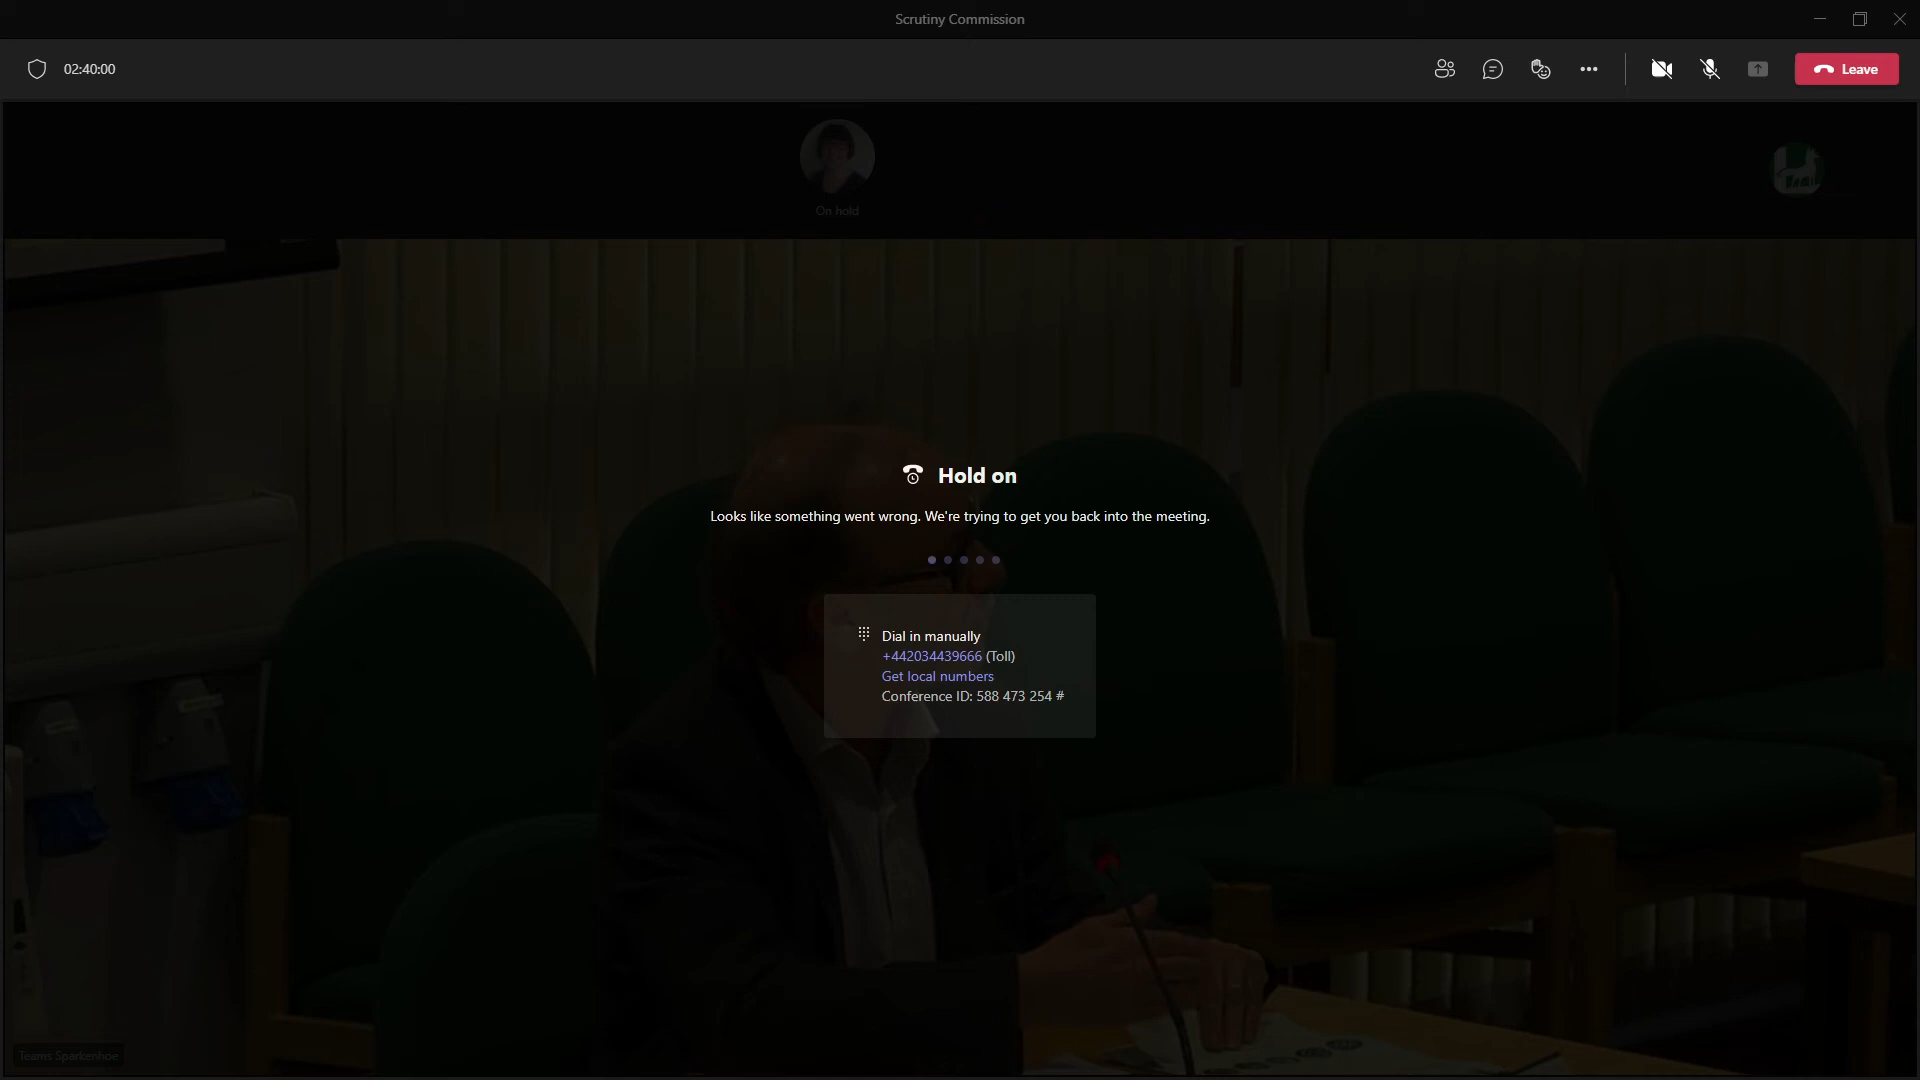 Scrutiny Commission
02:40:00
Leave
On hold
Hold on
Looks like something went wrong. We're trying to get you back into the meeting.
Dial in manually
+442034439666 (Toll)
Get local numbers
Conference ID: 588 473 254 #
Teams Sparkenhoe